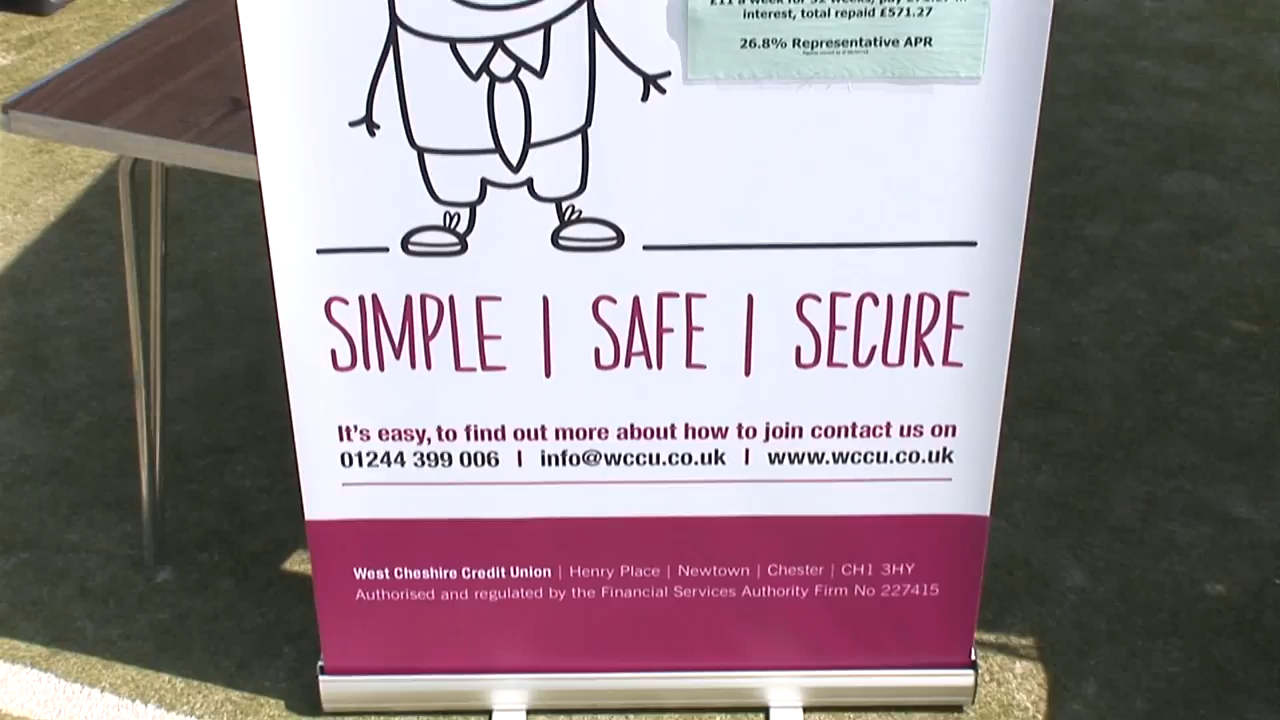 interest, total repaid £571.27
26.8% Representative APR
SIMPLE | SAFE | SECURE
It's easy, to find out more about how to join contact us on
01244 399 006 | info@wccu.co.uk | www.wccu.co.uk
West Cheshire Credit Union | Henry Place | Newtown | Chester | CH1 3HY
Authorised and regulated by the Financial Services Authority Firm No 227415